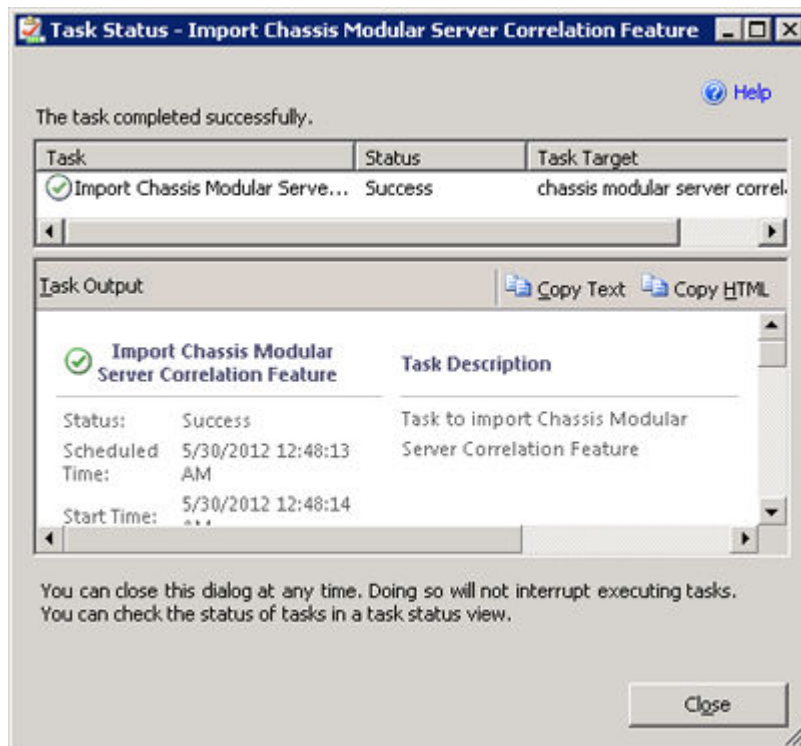 Task Status - Import Chassis Modular Server Correlation Feature
Help
The task completed successfully.
Task Status Task Target
Import Chassis Modular Serve... Success chassis modular server correl
Task Output Copy Text Copy HTML
Import Chassis Modular
Server Correlation Feature
Task Description
Status: Success
Scheduled Time: 5/30/2012 12:48:13 AM
Start Time: 5/30/2012 12:48:14
Task to import Chassis Modular
Server Correlation Feature
You can close this dialog at any time. Doing so will not interrupt executing tasks.
You can check the status of tasks in a task status view.
Close